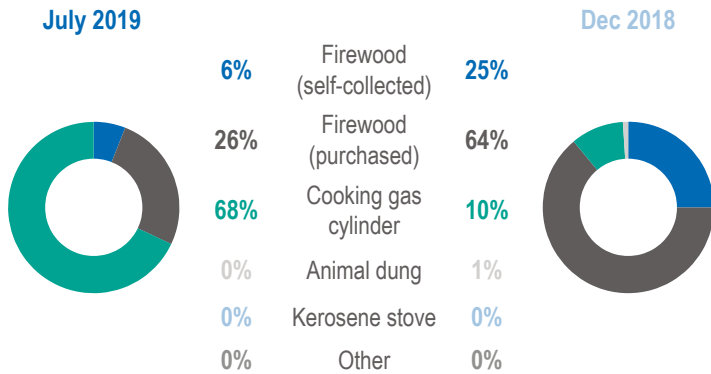 July 2019
Dec 2018
6%
Firewood
(self-collected)
25%
26%
Firewood
(purchased)
64%
68%
Cooking gas
cylinder
10%
0%
Animal dung
1%
0%
Kerosene stove
0%
0%
Other
0%